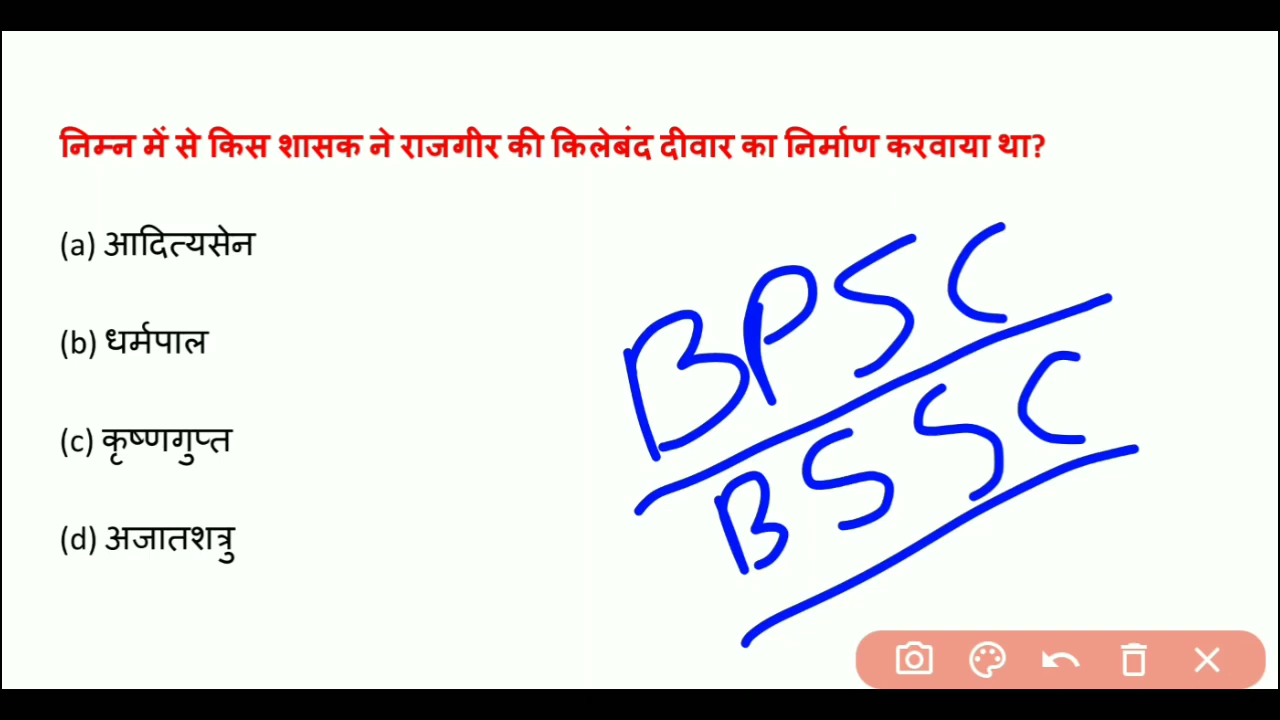 निम्न में से किस शासक ने राजगीर की किलेबंद दीवार का निर्माण करवाया था?
(a) आदित्यसेन
(b) धर्मपाल
(c) कृष्णगुप्त
(d) अजातशत्रु
BPSC
BSSC